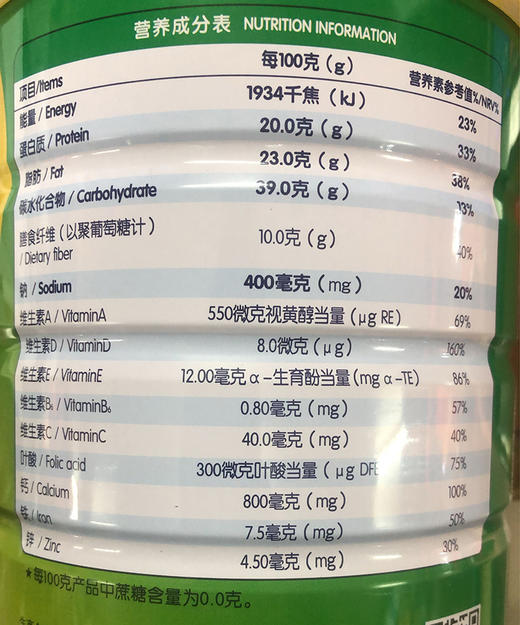 营养成分表 NUTRITION INFORMATION
项目/Items 每100克(g) 营养素参考值%/NRV%
能量/Energy 1934千焦(kJ) 23%
蛋白质/Protein 20.0克(g) 33%
脂肪/Fat 23.0克(g) 38%
碳水化合物/Carbohydrate 39.0克(g) 13%
膳食纤维(以聚葡萄糖计)
/Dietary fiber 10.0克(g) 40%
钠/Sodium 400毫克(mg) 20%
维生素A/VitaminA 550微克视黄醇当量(μg RE) 69%
维生素D/VitaminD 8.0微克(μg) 160%
维生素E/VitaminE 12.00毫克α-生育酚当量(mg α-TE) 86%
维生素B₆/VitaminB₆ 0.80毫克(mg) 57%
维生素C/VitaminC 40.0毫克(mg) 40%
叶酸/Folic acid 300微克叶酸当量(μg DFE 75%
钙/Calcium 800毫克(mg) 100%
铁/Iron 7.5毫克(mg) 50%
锌/Zinc 4.50毫克(mg) 30%
★每100克产品中蔗糖含量为0.0克。